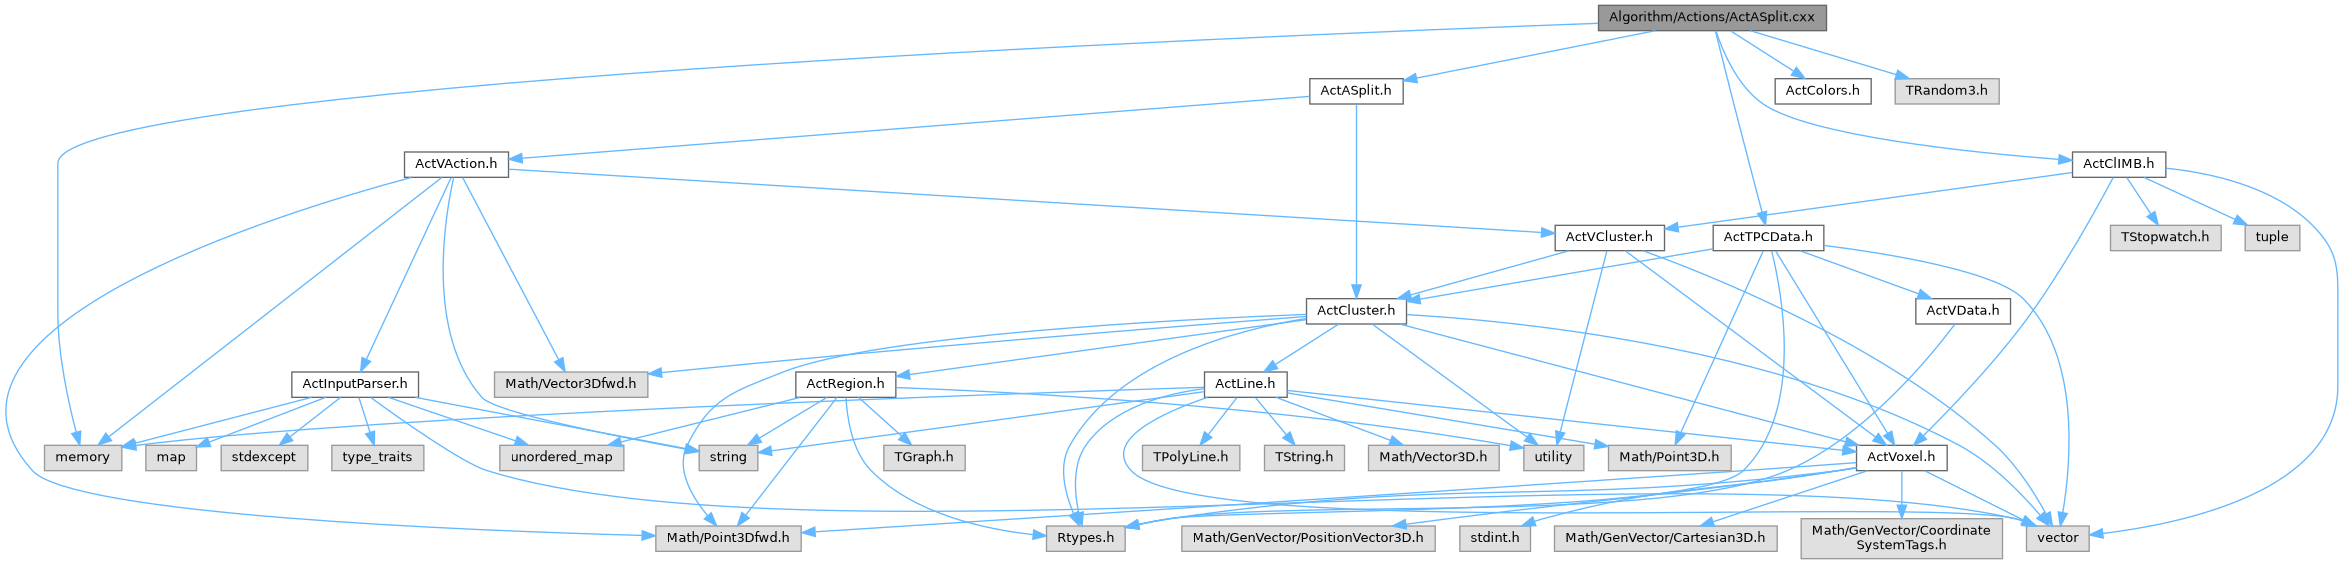 Algorithm/Actions/ActASplit.cxx
ActASplit.h
ActColors.h
TRandom3.h
ActVAction.h
ActClIMB.h
ActVCluster.h
ActTPCData.h
TStopwatch.h
tuple
ActCluster.h
ActVData.h
ActInputParser.h
Math/Vector3Dfwd.h
ActRegion.h
ActLine.h
memory
map
stdexcept
type_traits
unordered_map
string
TGraph.h
TPolyLine.h
TString.h
Math/Vector3D.h
utility
Math/Point3D.h
ActVoxel.h
Math/Point3Dfwd.h
Rtypes.h
Math/GenVector/PositionVector3D.h
stdint.h
Math/GenVector/Cartesian3D.h
Math/GenVector/Coordinate
SystemTags.h
vector